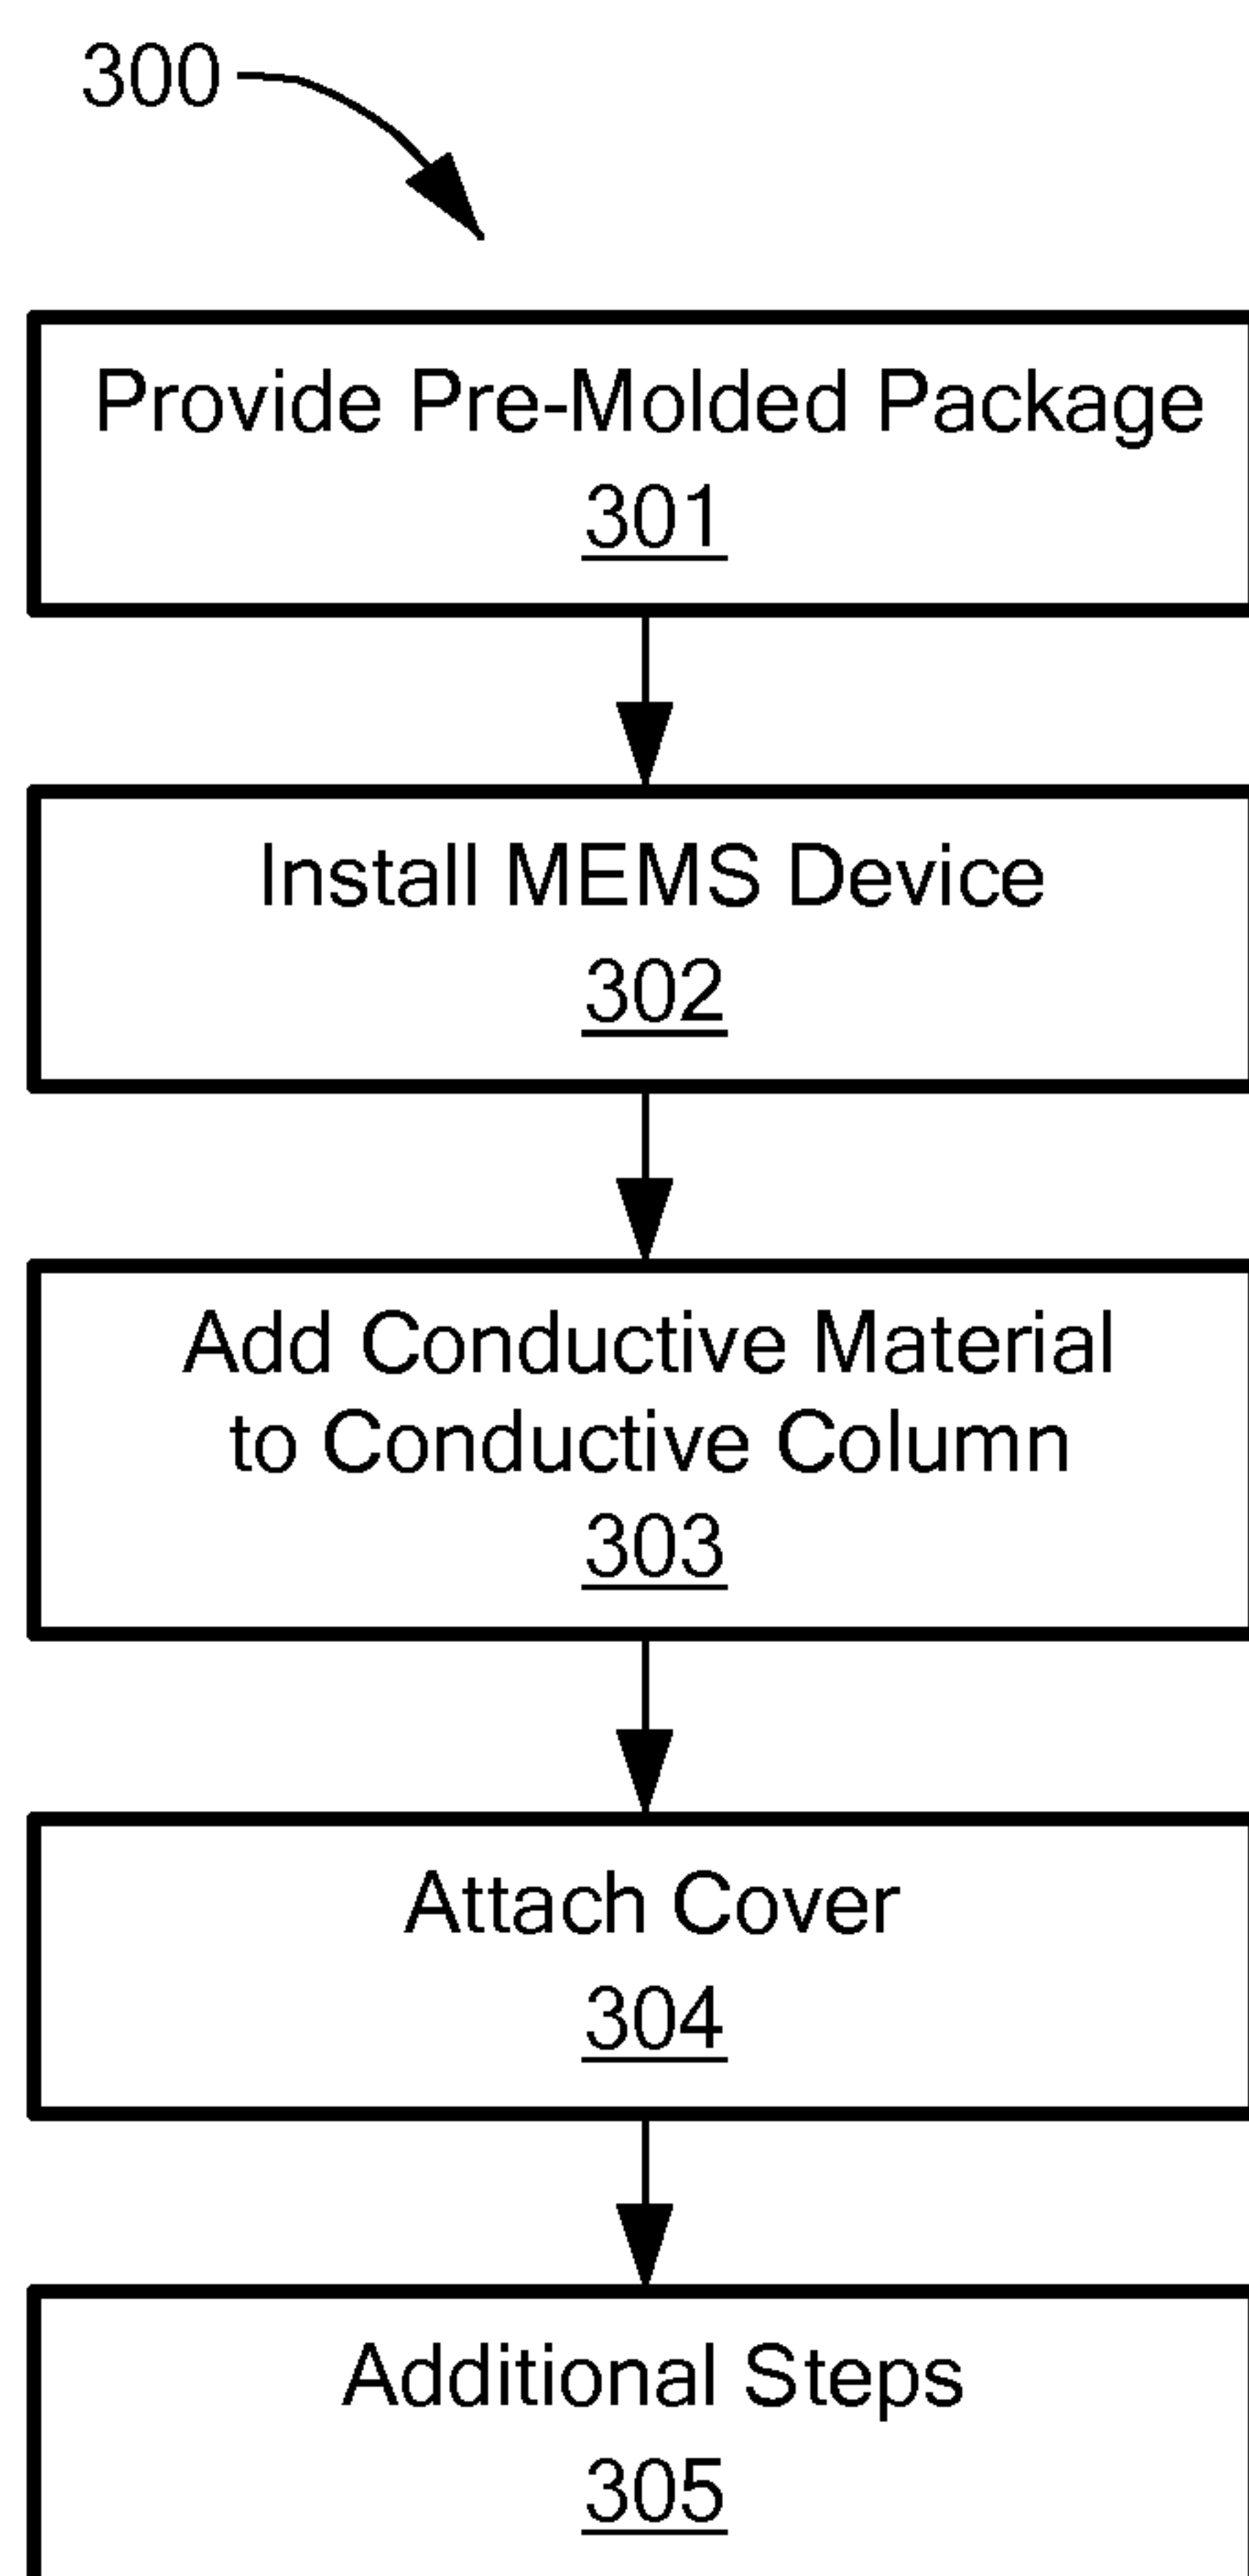 300
Provide Pre-Molded Package
301
Install MEMS Device
302
Add Conductive Material
to Conductive Column
303
Attach Cover
304
Additional Steps
305